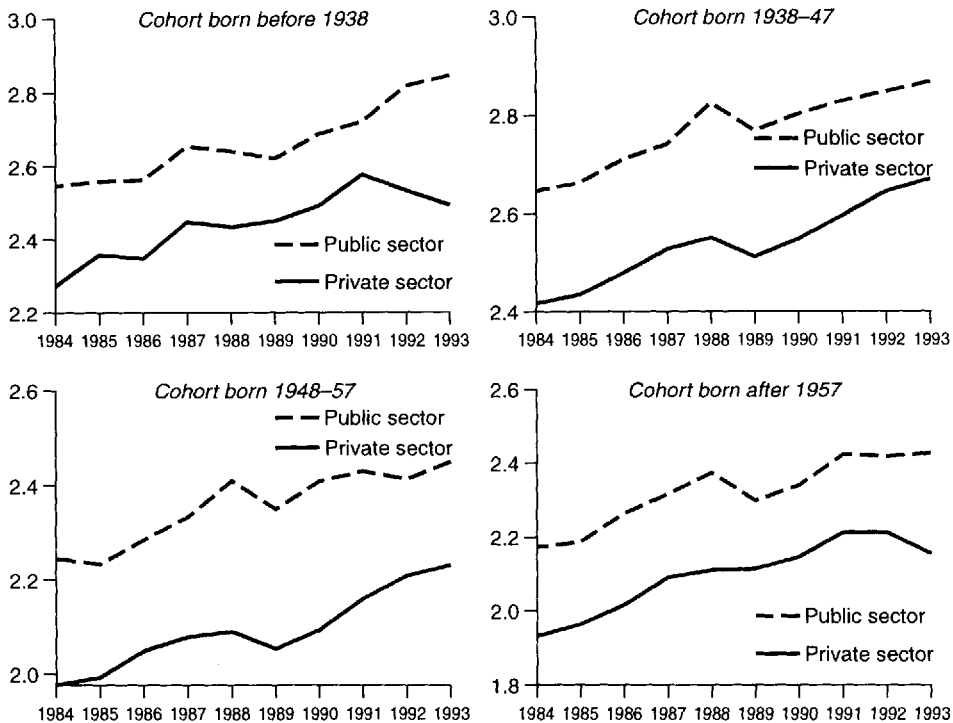 Cohort born before 1938
3.0
2.8
2.6
2.4
2.2
Public sector
Private sector
1984 1985 1986 1987 1988 1989 1990 1991 1992 1993
Cohort born 1938–47
3.0
2.8
2.6
2.4
Public sector
Private sector
1984 1985 1986 1987 1988 1989 1990 1991 1992 1993
Cohort born 1948–57
2.6
2.4
2.2
2.0
Public sector
Private sector
1984 1985 1986 1987 1988 1989 1990 1991 1992 1993
Cohort born after 1957
2.6
2.4
2.2
2.0
1.8
Public sector
Private sector
1984 1985 1986 1987 1988 1989 1990 1991 1992 1993